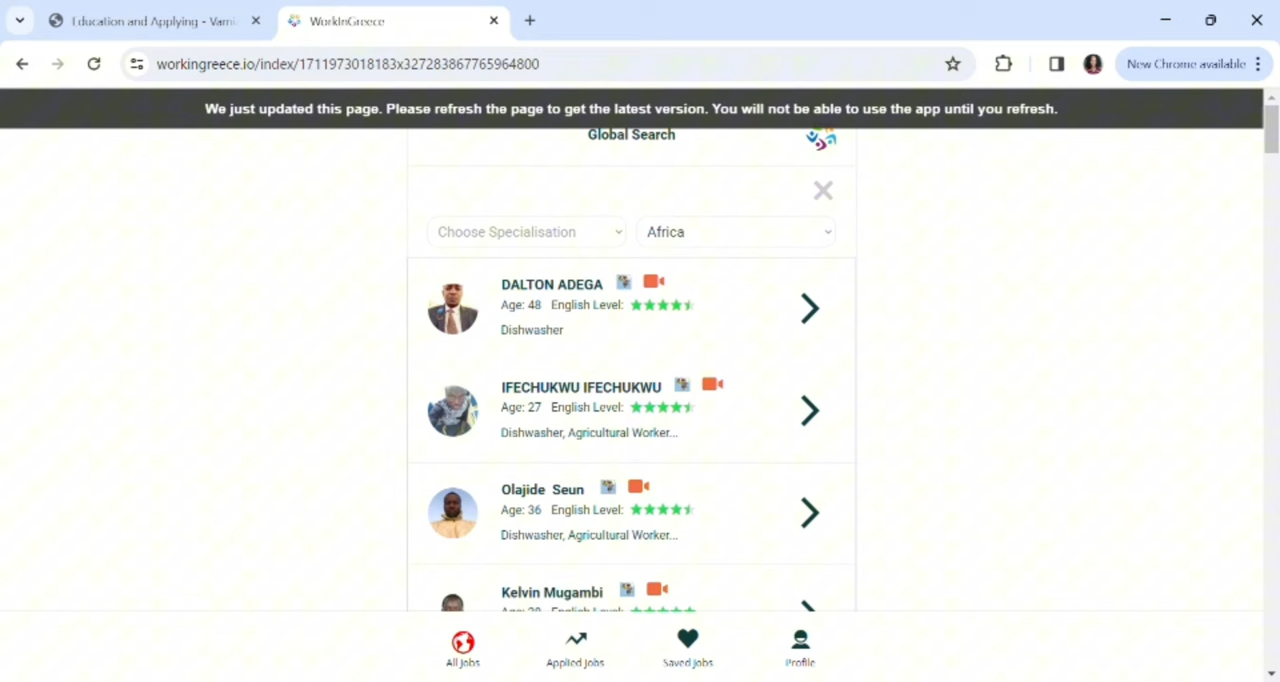 Education and Applying - Vami
WorkInGreece
workingreece.io/index/1711973018183x327283867765964800
New Chrome available
We just updated this page. Please refresh the page to get the latest version. You will not be able to use the app until you refresh.
Global Search
Choose Specialisation
Africa
DALTON ADEGA
Age: 48 English Level:
Dishwasher
IFECHUKWU IFECHUKWU
Age: 27 English Level:
Dishwasher, Agricultural Worker...
Olajide Seun
Age: 36 English Level:
Dishwasher, Agricultural Worker...
Kelvin Mugambi
All Jobs
Applied Jobs
Saved Jobs
Profile